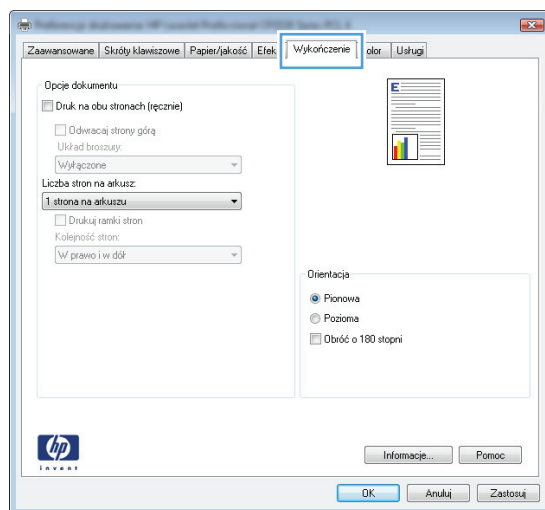 Zaawansowane Skróty klawiszowe Papier/jakość Efek Wykończenie olor Usługi
Opcje dokumentu
Druk na obu stronach (ręcznie)
Odwracaj strony górą
Układ broszury:
Wyłączone
Liczba stron na arkusz:
1 strona na arkuszu
Drukuj ramki stron
Kolejność stron:
W prawo i w dół
E
Orientacja
Pionowa
Pozioma
Obróć o 180 stopni
hp
invent
Informacje... Pomoc
OK Anuluj Zastosuj